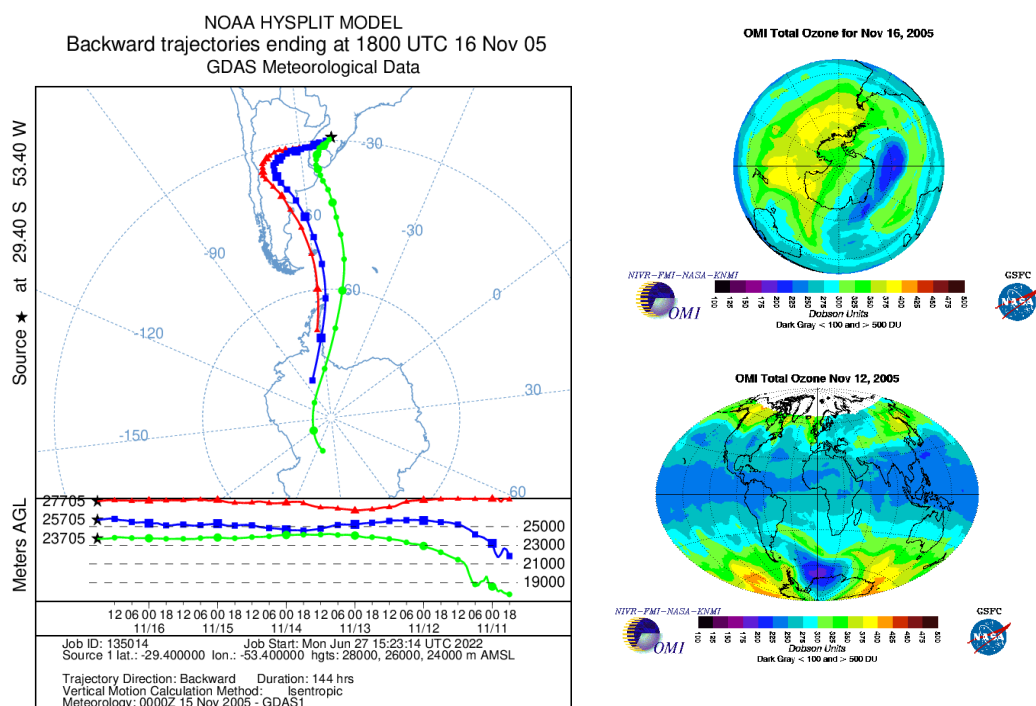 NOAA HYSPLIT MODEL
Backward trajectories ending at 1800 UTC 16 Nov 05
GDAS Meteorological Data
Source ★ at 29.40 S 53.40 W
-30
-30
-60
-90
0
-120
30
-150
60
Meters AGL
27705
25705
23705
25000
23000
21000
19000
12 06 00 18 12 06 00 18 12 06 00 18 12 06 00 18 12 06 00 18 12 06 00 18
11/16 11/15 11/14 11/13 11/12 11/11
Job ID: 135014 Job Start: Mon Jun 27 15:23:14 UTC 2022
Source 1 lat.: -29.400000 lon.: -53.400000 hgts: 28000, 26000, 24000 m AMSL
Trajectory Direction: Backward Duration: 144 hrs
Vertical Motion Calculation Method: Isentropic
Meteorology: 0000Z 15 Nov 2005 - GDAS1
OMI Total Ozone for Nov 16, 2005
NIVR-FMI-NASA-KNMI
GSFC
OMI
NASA
100 125 150 175 200 225 250 275 300 325 350 375 400 425 450 475 500
Dobson Units
Dark Gray < 100 and > 500 DU
OMI Total Ozone Nov 12, 2005
NIVR-FMI-NASA-KNMI
GSFC
OMI
NASA
100 125 150 175 200 225 250 275 300 325 350 375 400 425 450 475 500
Dobson Units
Dark Gray < 100 and > 500 DU